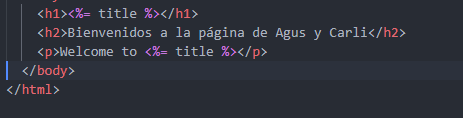 <h1><%= title %></h1>
<h2>Bienvenidos a la página de Agus y Carli</h2>
<p>Welcome to <%= title %></p>
</body>
</html>